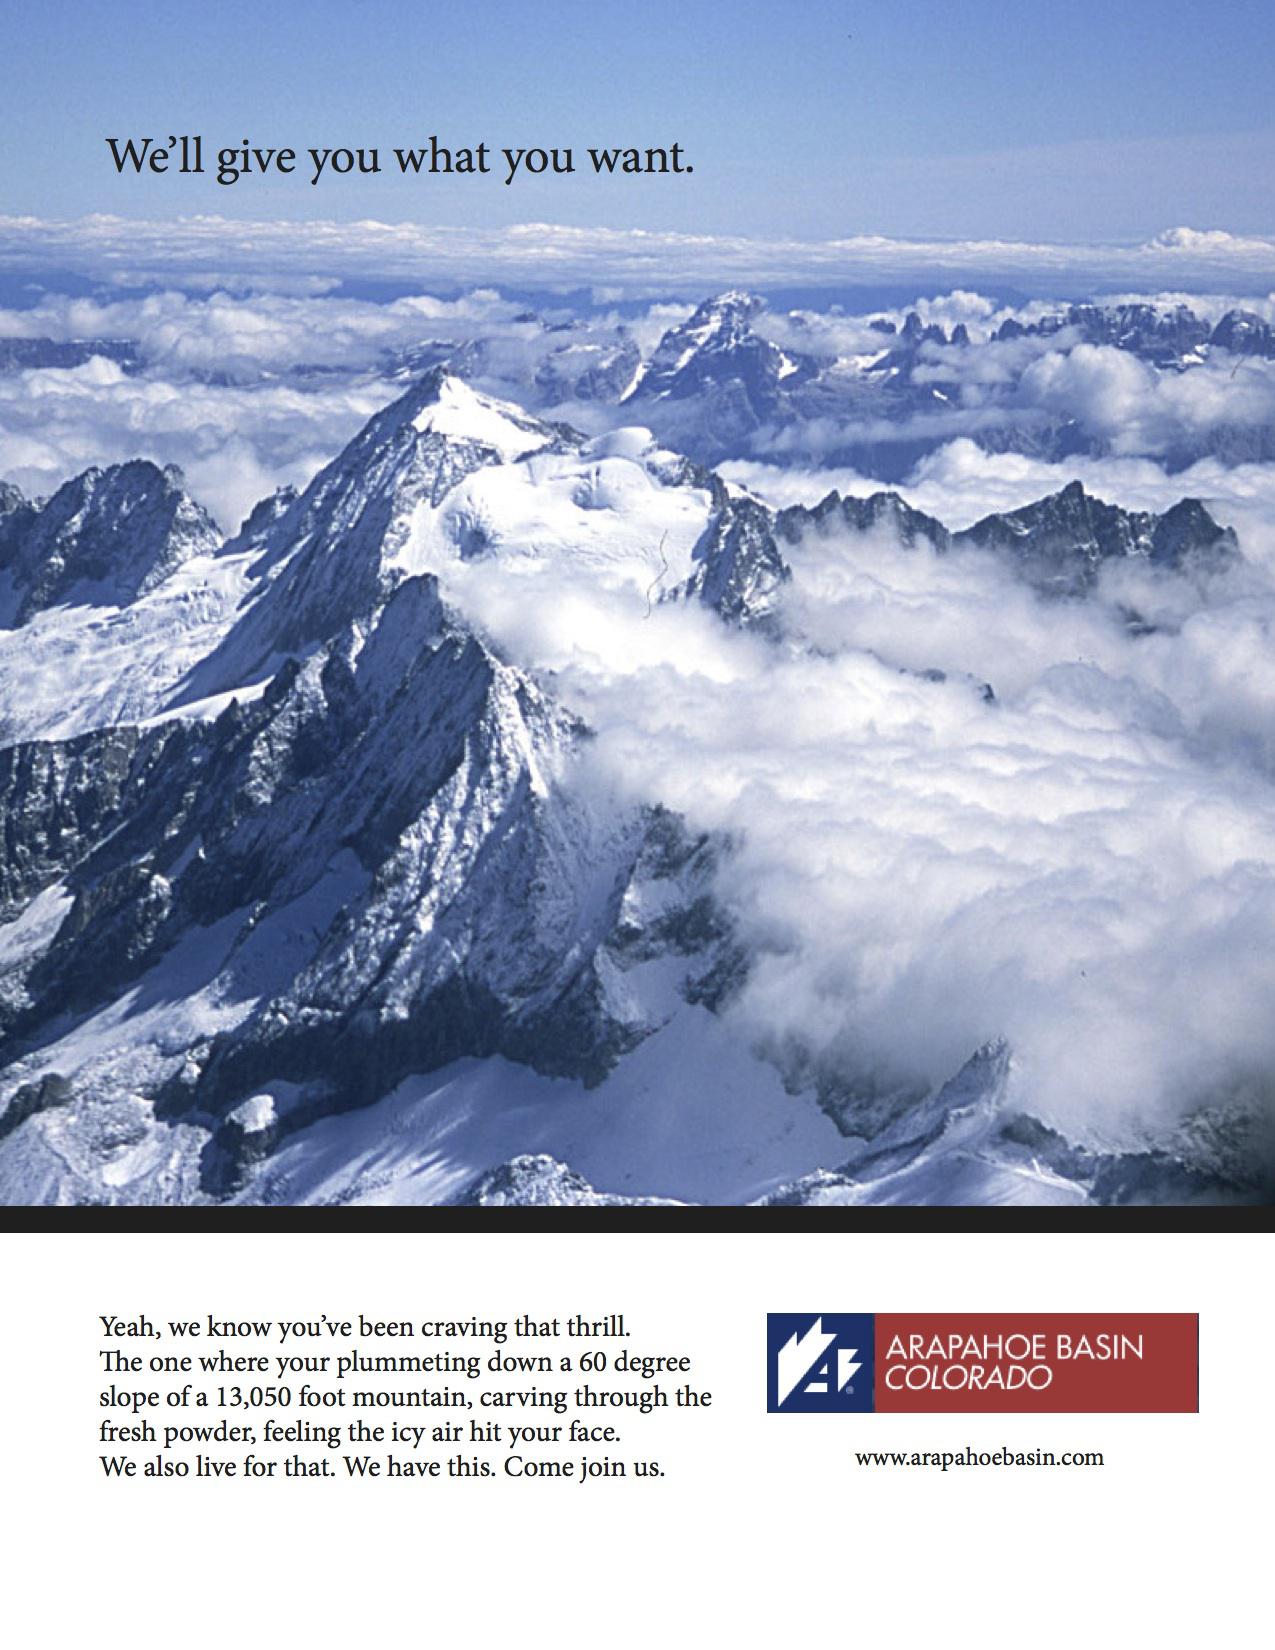 We’ll give you what you want.
Yeah, we know you’ve been craving that thrill.
The one where your plummeting down a 60 degree
slope of a 13,050 foot mountain, carving through the
fresh powder, feeling the icy air hit your face.
We also live for that. We have this. Come join us.
A
ARAPAHOE BASIN
COLORADO
www.arapahoebasin.com